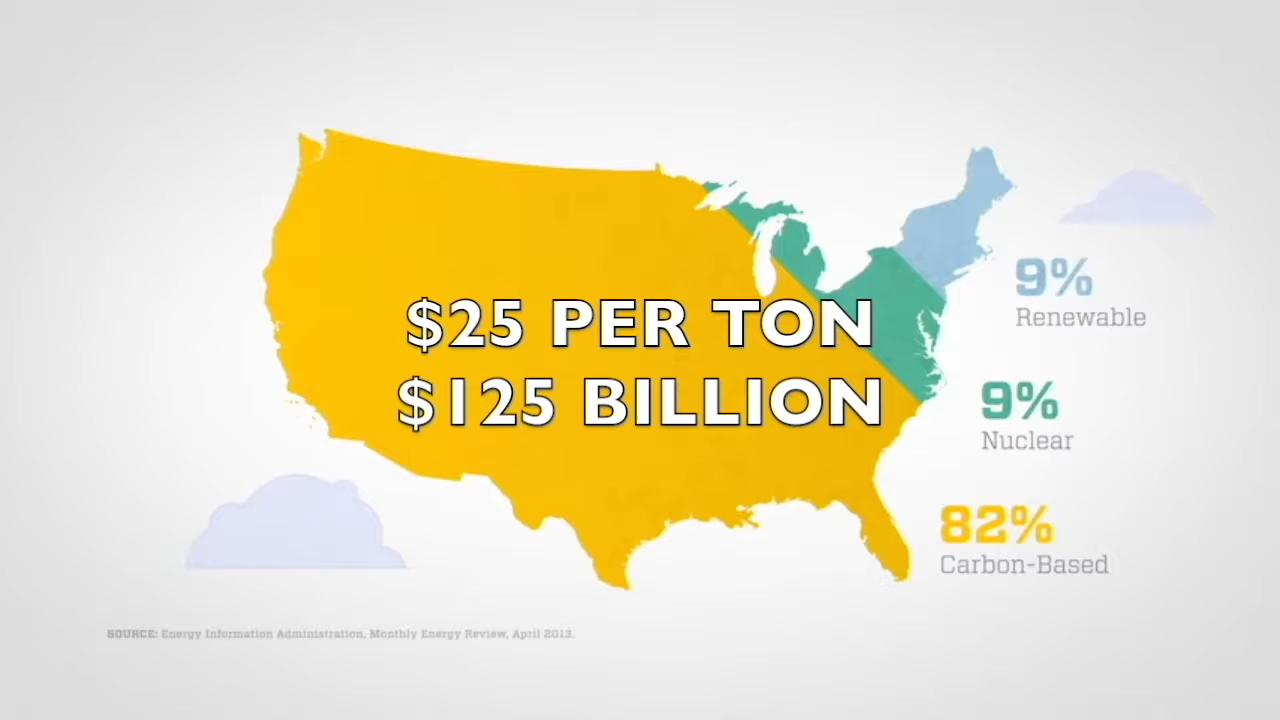 $25 PER TON
$125 BILLION
9%
Renewable
9%
Nuclear
82%
Carbon-Based
SOURCE: Energy Information Administration, Monthly Energy Review, April 2013.